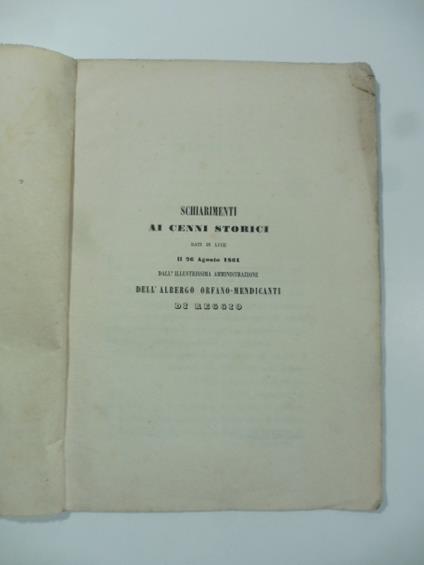 SCHIARIMENTI
AI CENNI STORICI
DATI IN LUCE
Il 26 Agosto 1861
DALL'ILLUSTRISSIMA AMMINISTRAZIONE
DELL'ALBERGO ORFANO-MENDICANTI
DI REGGIO